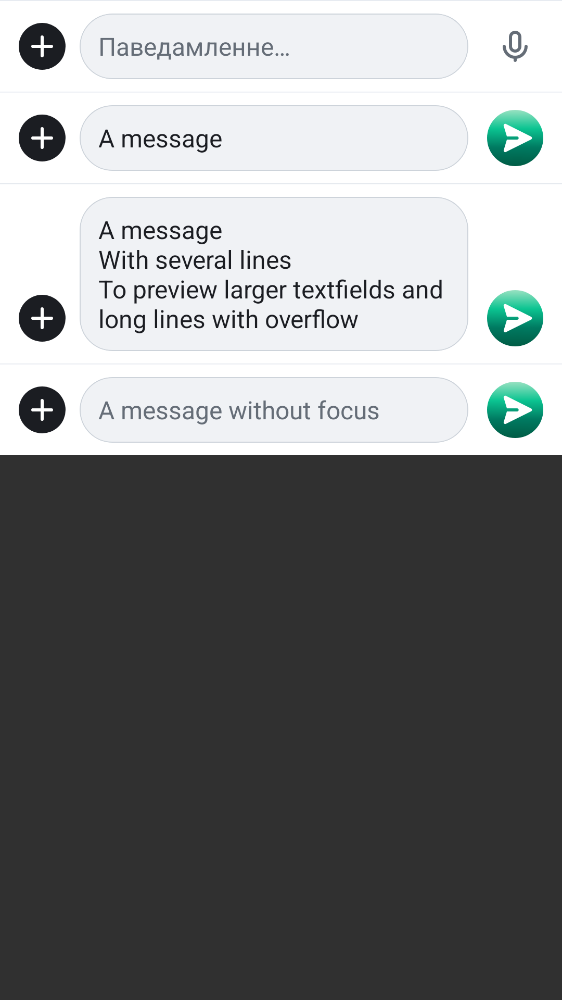 Паведамленне…
A message
A message
With several lines
To preview larger textfields and
long lines with overflow
A message without focus